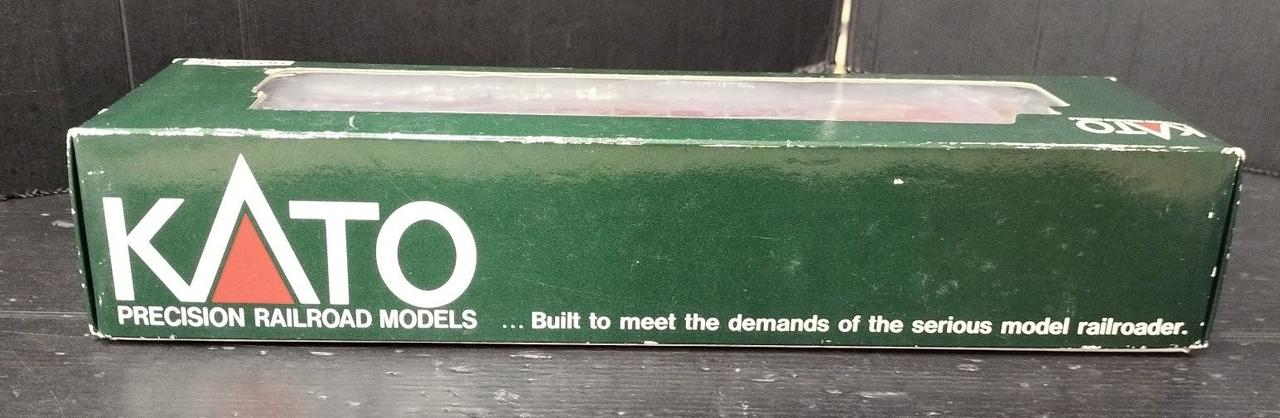 KATO
KATO
PRECISION RAILROAD MODELS
...Built to meet the demands of the serious model railroader.